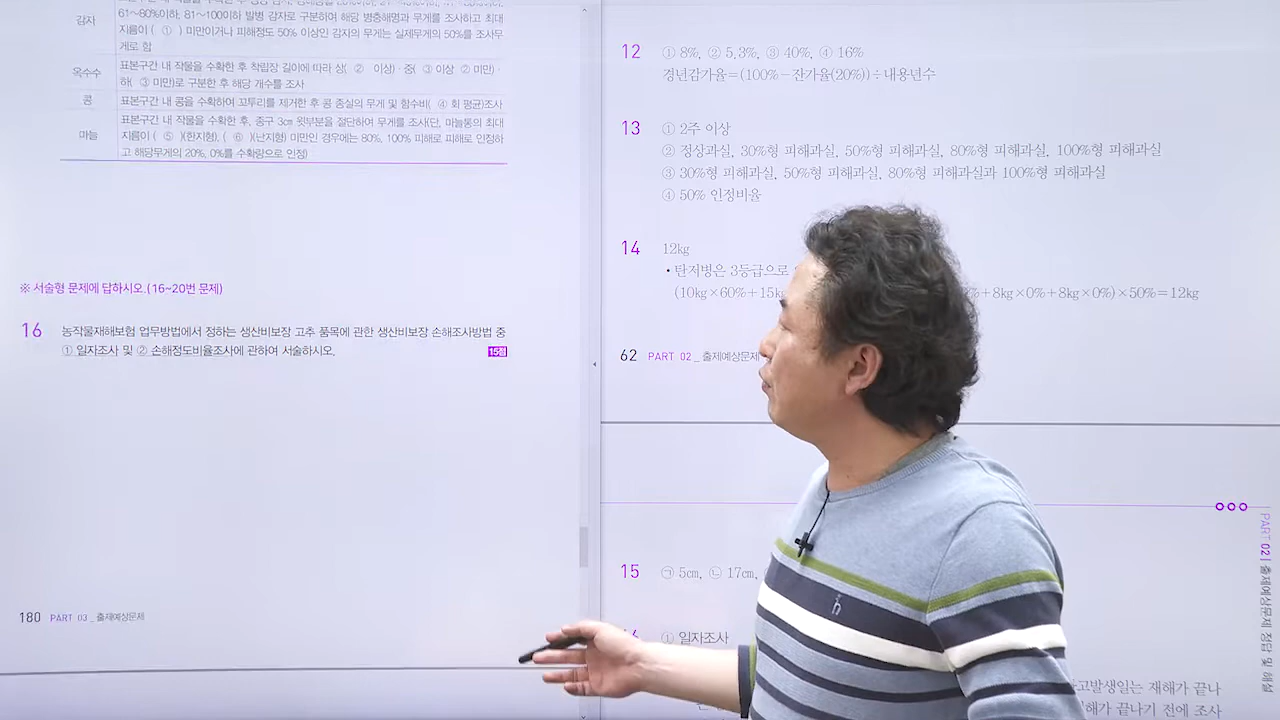 61~80%이하, 81~100이하 발병 감자로 구분하여 해당 병충해명과 무게를 조사하고 최대
감자
지름이 ( ① ) 미만이거나 피해정도 50% 이상인 감자의 무게는 실제무게의 50%를 조사무
게로 함
옥수수
표본구간 내 작물을 수확한 후 착립장 길이에 따라 상( ② 이상)·중( ③ 이상 ② 미만)·
하( ③ 미만)로 구분한 후 해당 개수를 조사
콩
표본구간 내 콩을 수확하여 꼬투리를 제거한 후 콩 종실의 무게 및 함수비( ④ 회 평균)조사
마늘
표본구간 내 작물을 수확한 후, 종구 3㎝ 윗부분을 절단하여 무게를 조사(단, 마늘통의 최대
지름이 ( ⑤ )(한지형), ( ⑥ )(난지형) 미만인 경우에는 80%, 100% 피해로 피해로 인정하
고 해당무게의 20%, 0%를 수확량으로 인정)
※ 서술형 문제에 답하시오.(16~20번 문제)
16 농작물재해보험 업무방법에서 정하는 생산비보장 고추 품목에 관한 생산비보장 손해조사방법 중
① 일자조사 및 ② 손해정도비율조사에 관하여 서술하시오. 15점
180 PART 03 _ 출제예상문제
12 ① 8%, ② 5.3%, ③ 40%, ④ 16%
경년감가율=(100%-잔가율(20%))÷내용년수
13 ① 2주 이상
② 정상과실, 30%형 피해과실, 50%형 피해과실, 80%형 피해과실, 100%형 피해과실
③ 30%형 피해과실, 50%형 피해과실, 80%형 피해과실과 100%형 피해과실
④ 50% 인정비율
14 12kg
• 탄저병은 3등급으로
(10kg×60%+15k %+8kg×0%+8kg×0%)×50%=12kg
62 PART 02 _ 출제예상문제
15 ㉠ 5㎝, ㉡ 17㎝,
① 일자조사
고발생일는 재해가 끝나
해가 끝나기 전에 조사
PART 02 | 출제예상문제 정답 및 해설